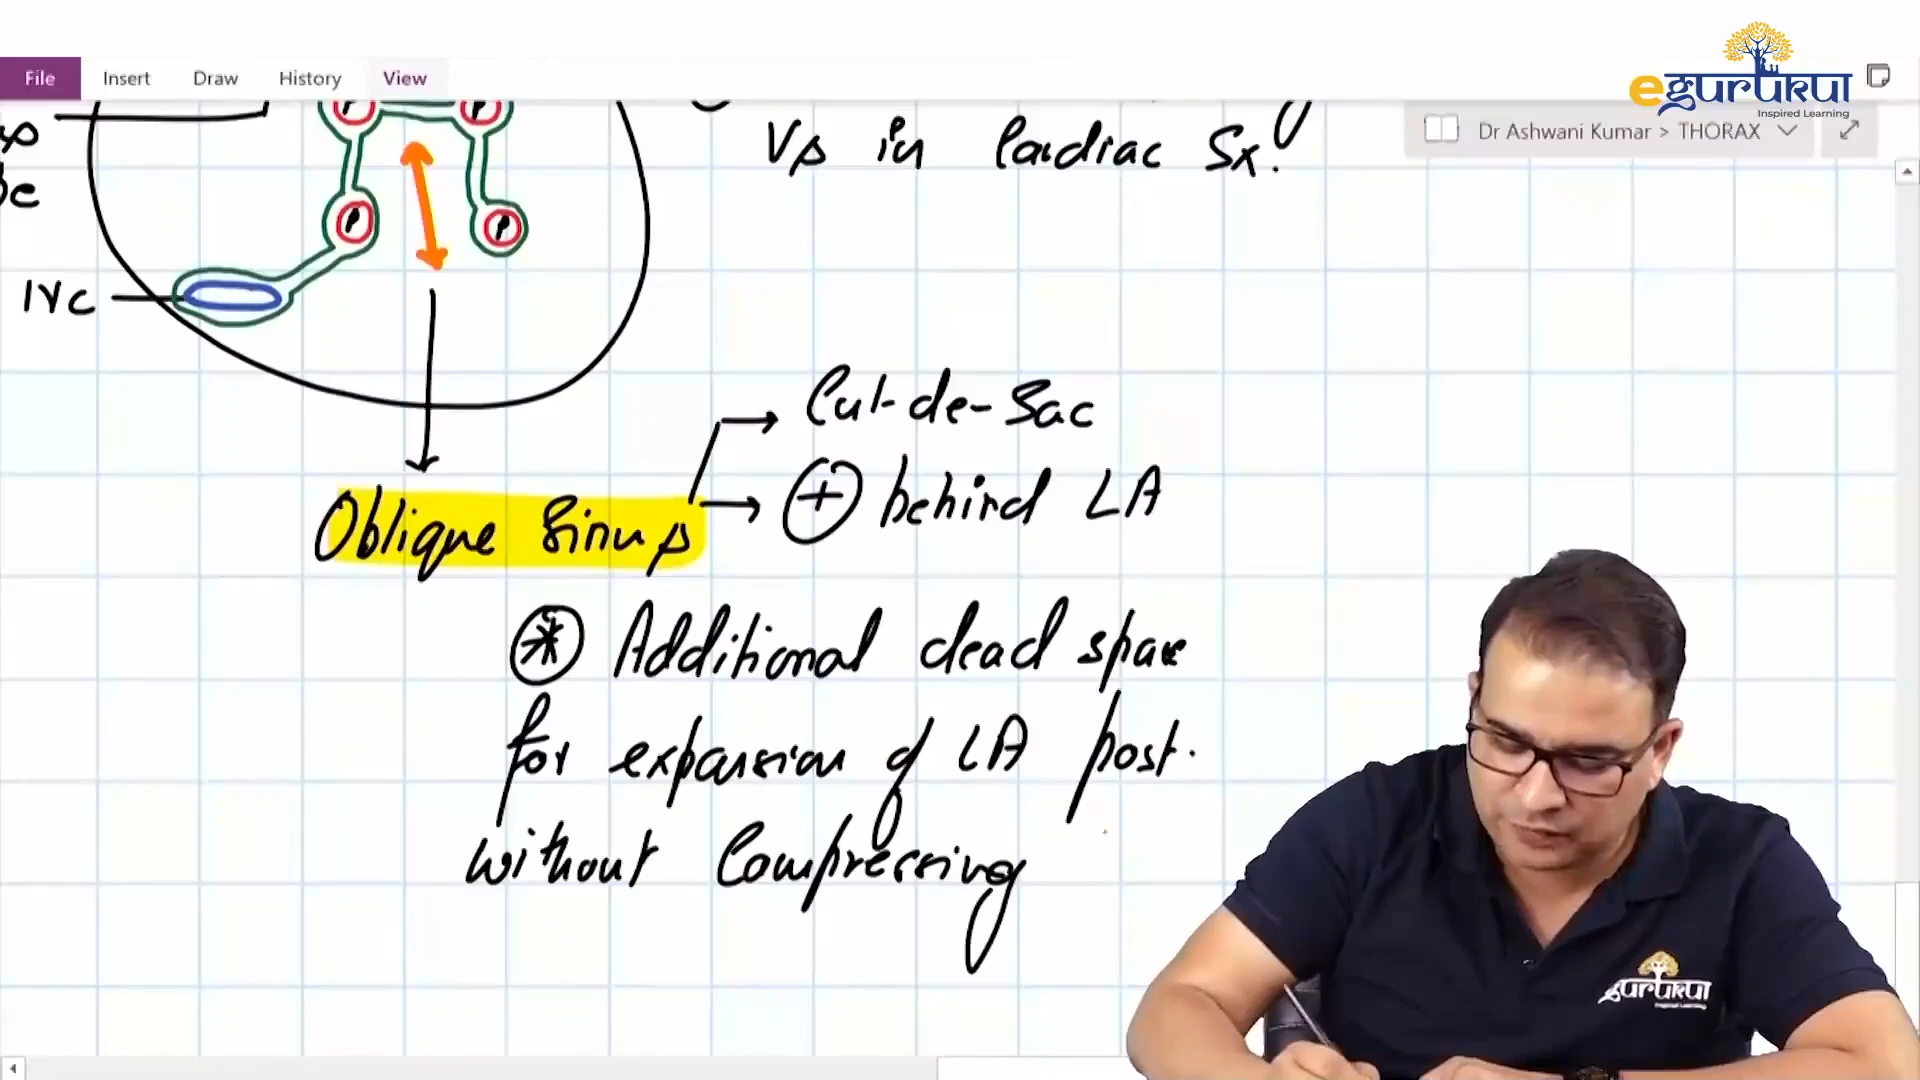 egurukul
Inspired Learning
File Insert Draw History View
Dr Ashwani Kumar > THORAX
Vs in Cardiac Sx.
P P
P P
IVC
Cul-de-Sac
Oblique Sinus
+ behind LA
* Additional dead space
for expansion of LA post.
without Compressing
gurukul